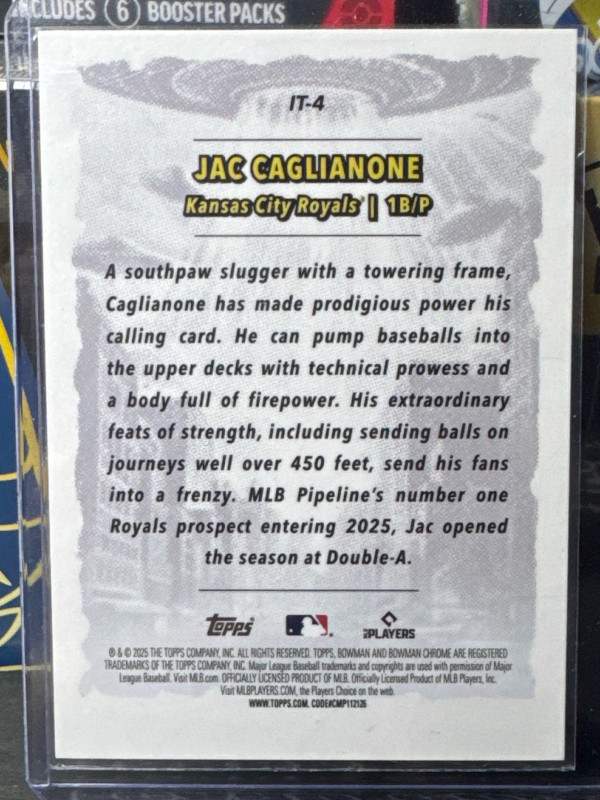 CLUDES 6 BOOSTER PACKS
IT-4
JAC CAGLIANONE
Kansas City Royals | 1B/P
A southpaw slugger with a towering frame,
Caglianone has made prodigious power his
calling card. He can pump baseballs into
the upper decks with technical prowess and
a body full of firepower. His extraordinary
feats of strength, including sending balls on
journeys well over 450 feet, send his fans
into a frenzy. MLB Pipeline's number one
Royals prospect entering 2025, Jac opened
the season at Double-A.
Topps MLB PLAYERS
® & © 2025 THE TOPPS COMPANY, INC. ALL RIGHTS RESERVED. TOPPS, BOWMAN AND BOWMAN CHROME ARE REGISTERED
TRADEMARKS OF THE TOPPS COMPANY, INC. Major League Baseball trademarks and copyrights are used with permission of Major
League Baseball. Visit MLB.com. OFFICIALLY LICENSED PRODUCT OF MLB. Officially Licensed Product of MLB Players, Inc.
Visit MLBPLAYERS.COM, the Players Choice on the web.
WWW.TOPPS.COM. CODE#CMP112126